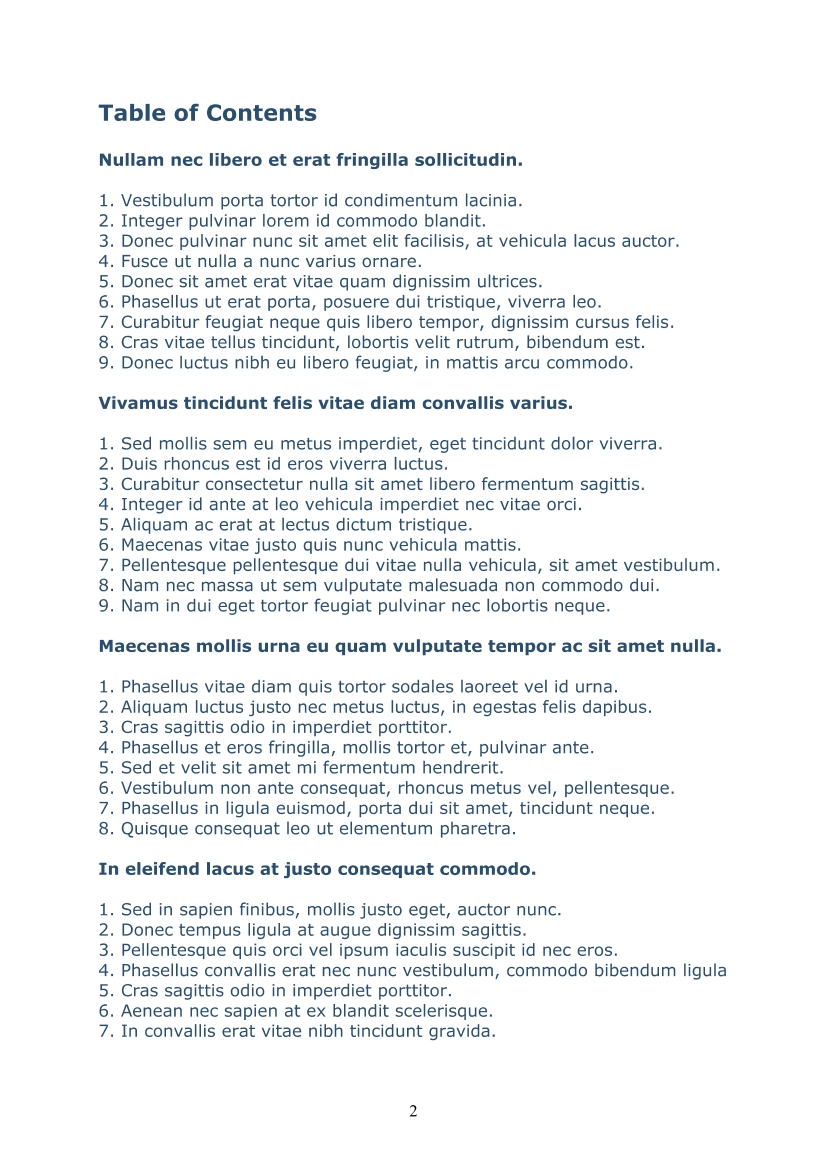 Table of Contents
Nullam nec libero et erat fringilla sollicitudin.
1. Vestibulum porta tortor id condimentum lacinia.
2. Integer pulvinar lorem id commodo blandit.
3. Donec pulvinar nunc sit amet elit facilisis, at vehicula lacus auctor.
4. Fusce ut nulla a nunc varius ornare.
5. Donec sit amet erat vitae quam dignissim ultrices.
6. Phasellus ut erat porta, posuere dui tristique, viverra leo.
7. Curabitur feugiat neque quis libero tempor, dignissim cursus felis.
8. Cras vitae tellus tincidunt, lobortis velit rutrum, bibendum est.
9. Donec luctus nibh eu libero feugiat, in mattis arcu commodo.
Vivamus tincidunt felis vitae diam convallis varius.
1. Sed mollis sem eu metus imperdiet, eget tincidunt dolor viverra.
2. Duis rhoncus est id eros viverra luctus.
3. Curabitur consectetur nulla sit amet libero fermentum sagittis.
4. Integer id ante at leo vehicula imperdiet nec vitae orci.
5. Aliquam ac erat at lectus dictum tristique.
6. Maecenas vitae justo quis nunc vehicula mattis.
7. Pellentesque pellentesque dui vitae nulla vehicula, sit amet vestibulum.
8. Nam nec massa ut sem vulputate malesuada non commodo dui.
9. Nam in dui eget tortor feugiat pulvinar nec lobortis neque.
Maecenas mollis urna eu quam vulputate tempor ac sit amet nulla.
1. Phasellus vitae diam quis tortor sodales laoreet vel id urna.
2. Aliquam luctus justo nec metus luctus, in egestas felis dapibus.
3. Cras sagittis odio in imperdiet porttitor.
4. Phasellus et eros fringilla, mollis tortor et, pulvinar ante.
5. Sed et velit sit amet mi fermentum hendrerit.
6. Vestibulum non ante consequat, rhoncus metus vel, pellentesque.
7. Phasellus in ligula euismod, porta dui sit amet, tincidunt neque.
8. Quisque consequat leo ut elementum pharetra.
In eleifend lacus at justo consequat commodo.
1. Sed in sapien finibus, mollis justo eget, auctor nunc.
2. Donec tempus ligula at augue dignissim sagittis.
3. Pellentesque quis orci vel ipsum iaculis suscipit id nec eros.
4. Phasellus convallis erat nec nunc vestibulum, commodo bibendum ligula
5. Cras sagittis odio in imperdiet porttitor.
6. Aenean nec sapien at ex blandit scelerisque.
7. In convallis erat vitae nibh tincidunt gravida.
2